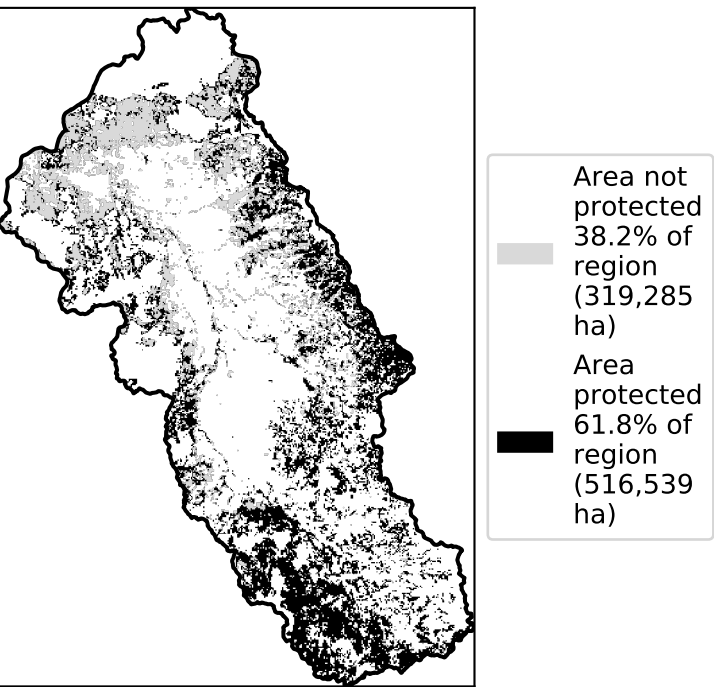 Area not
protected
38.2% of
region
(319,285
ha)
Area
protected
61.8% of
region
(516,539
ha)